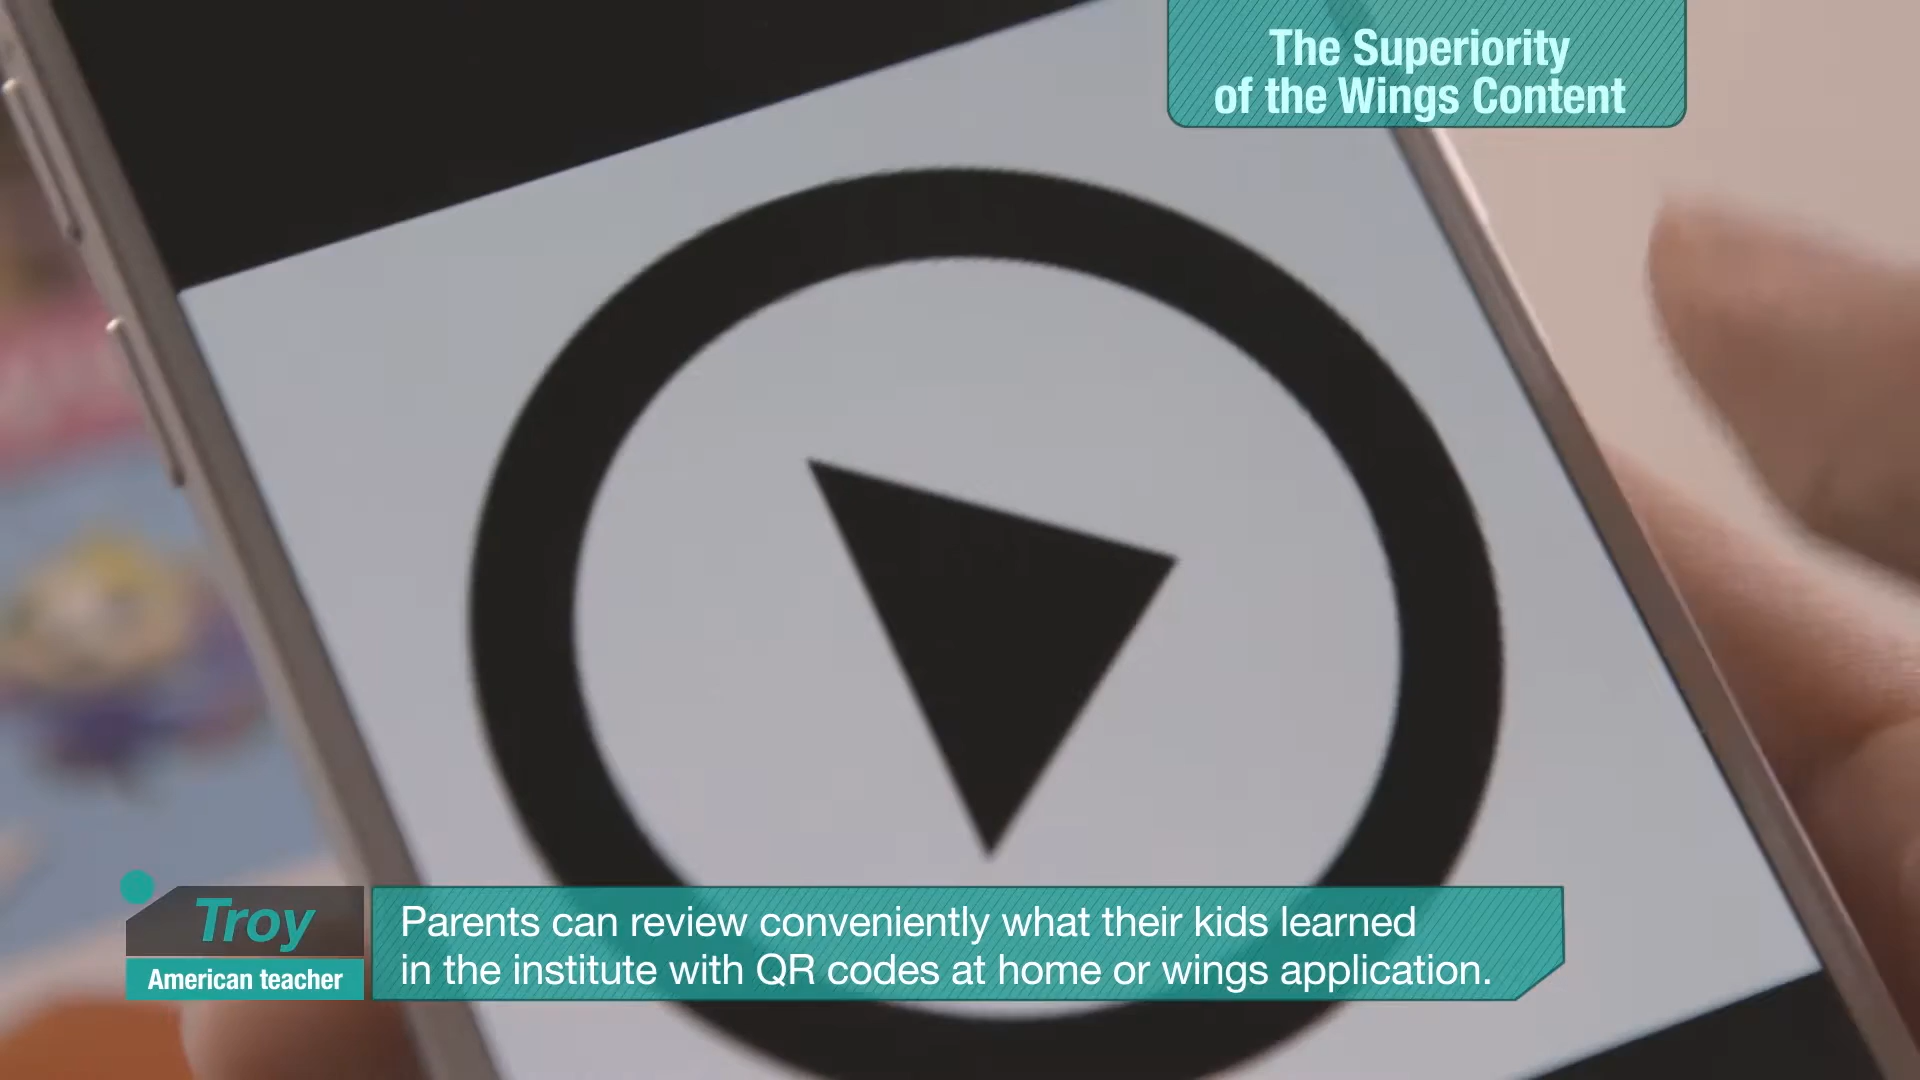 The Superiority
of the Wings Content
Troy
American teacher
Parents can review conveniently what their kids learned
in the institute with QR codes at home or wings application.